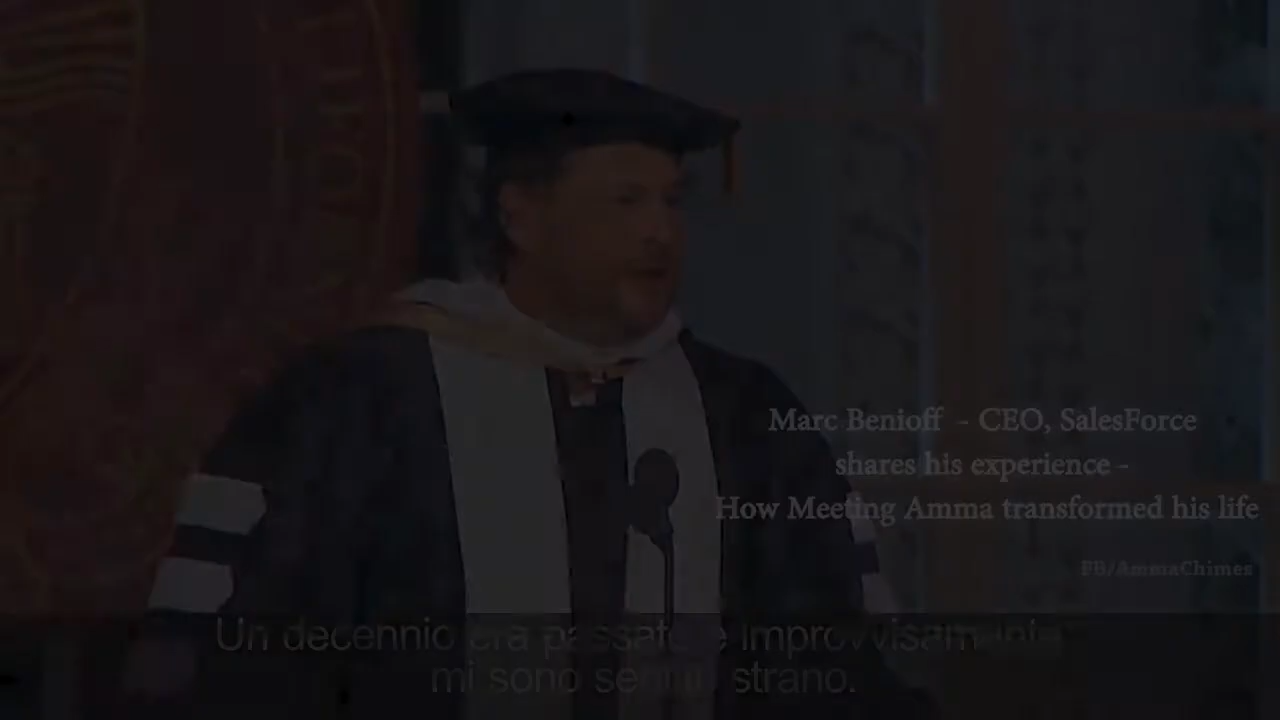 Marc Benioff - CEO, SalesForce
shares his experience -
How Meeting Amma transformed his life
FB/AmmaChimes
Un decennio era passato e improvvisamente
mi sono sentito strano.